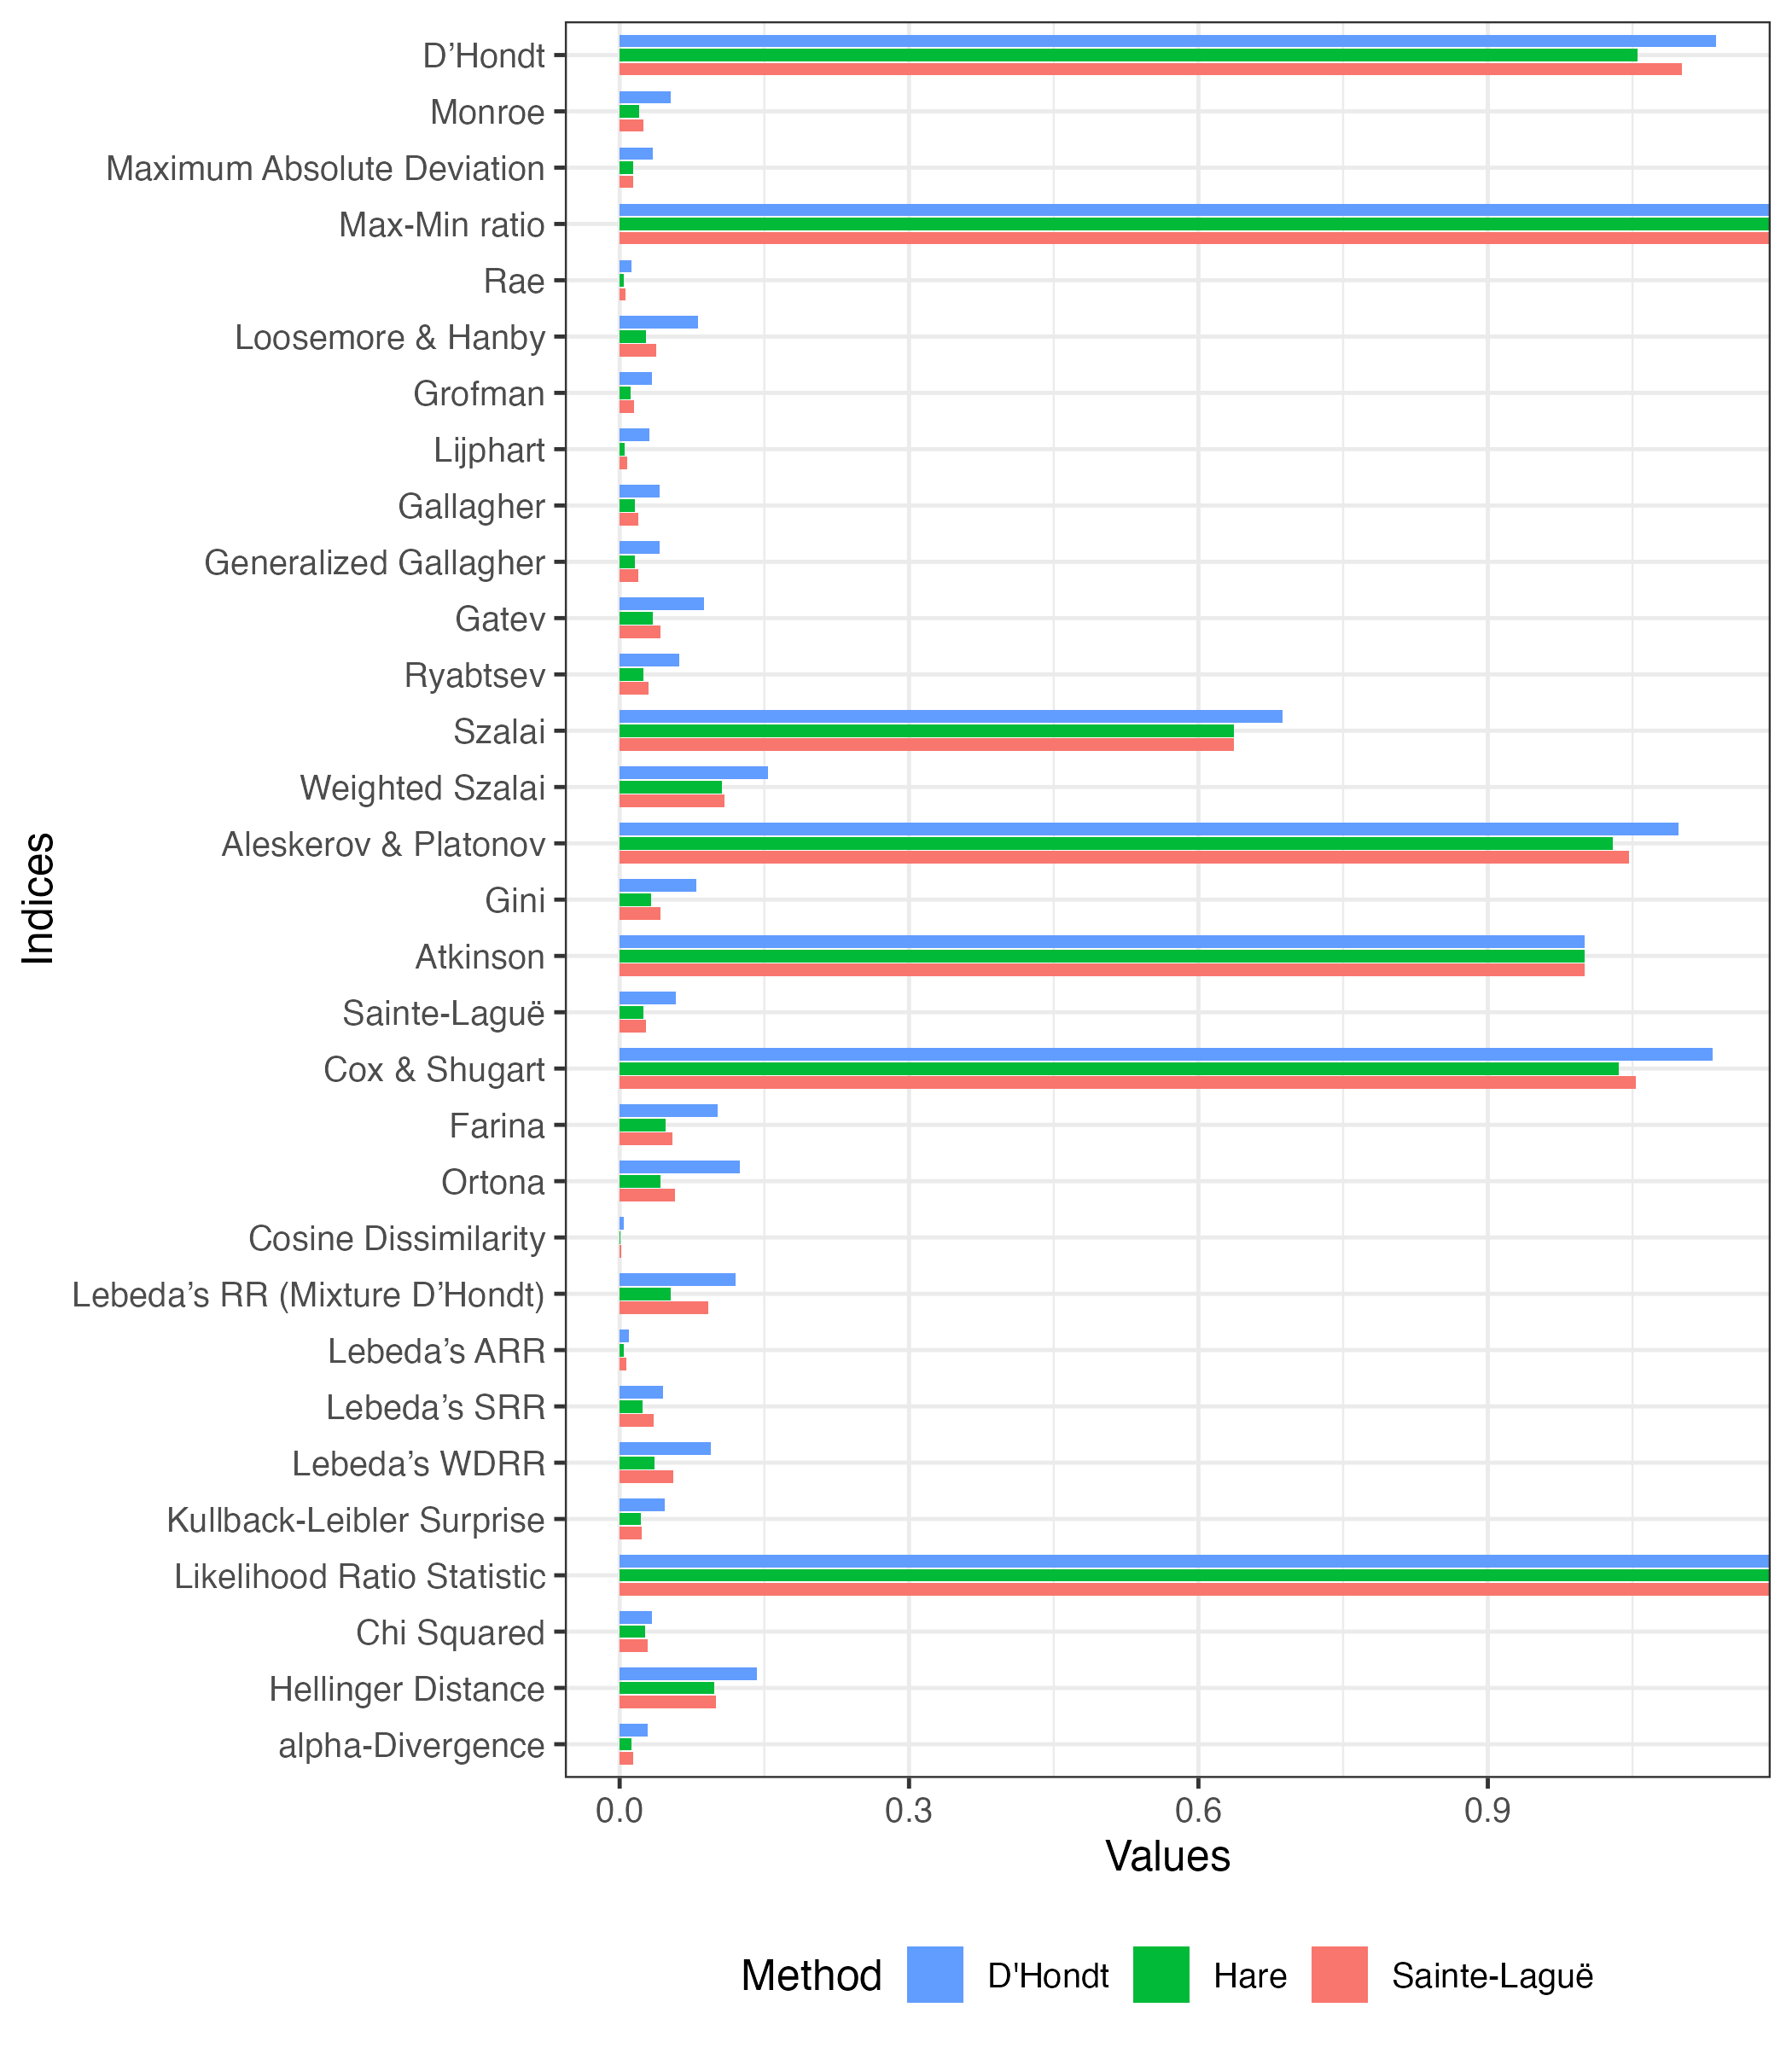 D’Hondt
Monroe
Maximum Absolute Deviation
Max-Min ratio
Rae
Loosemore & Hanby
Grofman
Lijphart
Gallagher
Generalized Gallagher
Gatev
Ryabtsev
Szalai
Weighted Szalai
Aleskerov & Platonov
Gini
Atkinson
Sainte-Laguë
Cox & Shugart
Farina
Ortona
Cosine Dissimilarity
Lebeda’s RR (Mixture D’Hondt)
Lebeda’s ARR
Lebeda’s SRR
Lebeda’s WDRR
Kullback-Leibler Surprise
Likelihood Ratio Statistic
Chi Squared
Hellinger Distance
alpha-Divergence
Indices
0.0 0.3 0.6 0.9
Values
Method D'Hondt Hare Sainte-Laguë